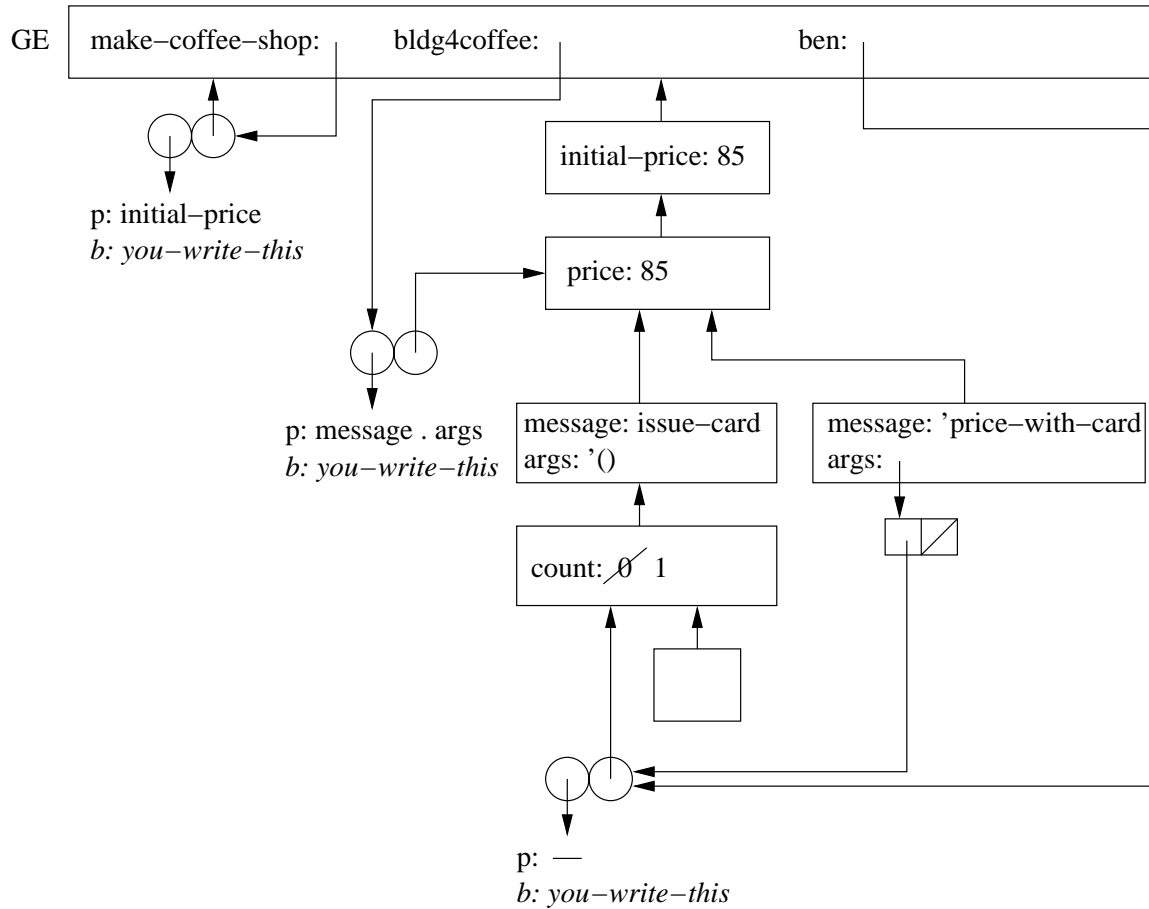 GE make−coffee−shop: bldg4coffee: ben:
initial−price: 85
p: initial−price
b: you−write−this
price: 85
p: message . args
b: you−write−this
message: issue−card
args: ’()
message: ’price−with−card
args:
count: 0 1
p: —
b: you−write−this